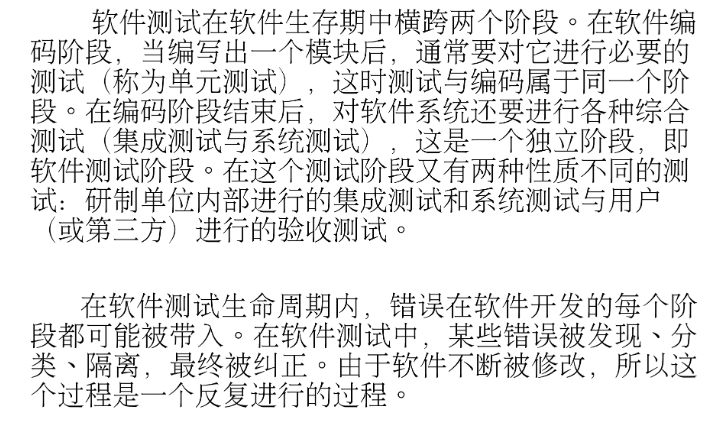 软件测试在软件生存期中横跨两个阶段。在软件编
码阶段，当编写出一个模块后，通常要对它进行必要的
测试（称为单元测试），这时测试与编码属于同一个阶
段。在编码阶段结束后，对软件系统还要进行各种综合
测试（集成测试与系统测试），这是一个独立阶段，即
软件测试阶段。在这个测试阶段又有两种性质不同的测
试：研制单位内部进行的集成测试和系统测试与用户
（或第三方）进行的验收测试。
在软件测试生命周期内，错误在软件开发的每个阶
段都可能被带入。在软件测试中，某些错误被发现、分
类、隔离，最终被纠正。由于软件不断被修改，所以这
个过程是一个反复进行的过程。